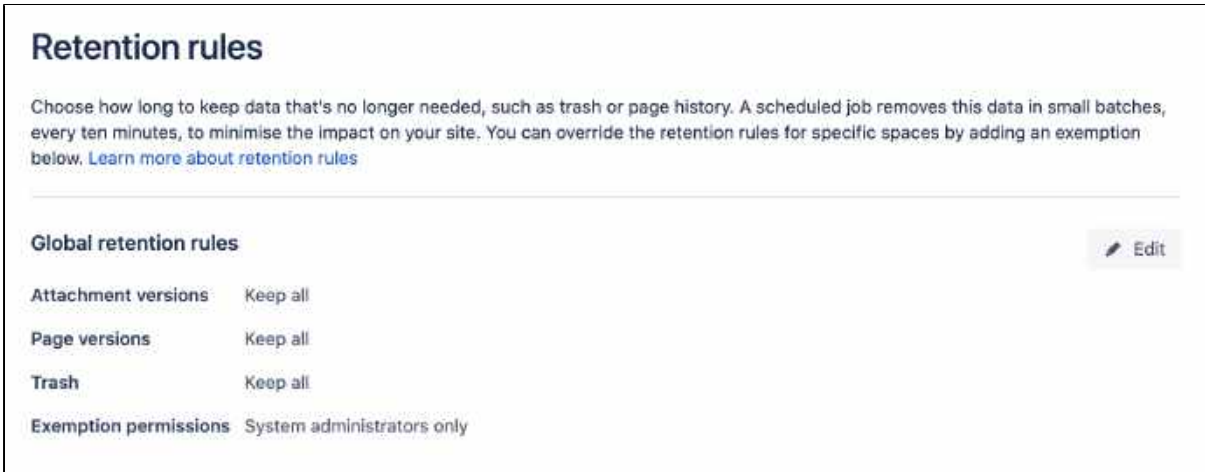 Retention rules
Choose how long to keep data that's no longer needed, such as trash or page history. A scheduled job removes this data in small batches,
every ten minutes, to minimise the impact on your site. You can override the retention rules for specific spaces by adding an exemption
below. Learn more about retention rules
Global retention rules
Edit
Attachment versions Keep all
Page versions Keep all
Trash Keep all
Exemption permissions System administrators only